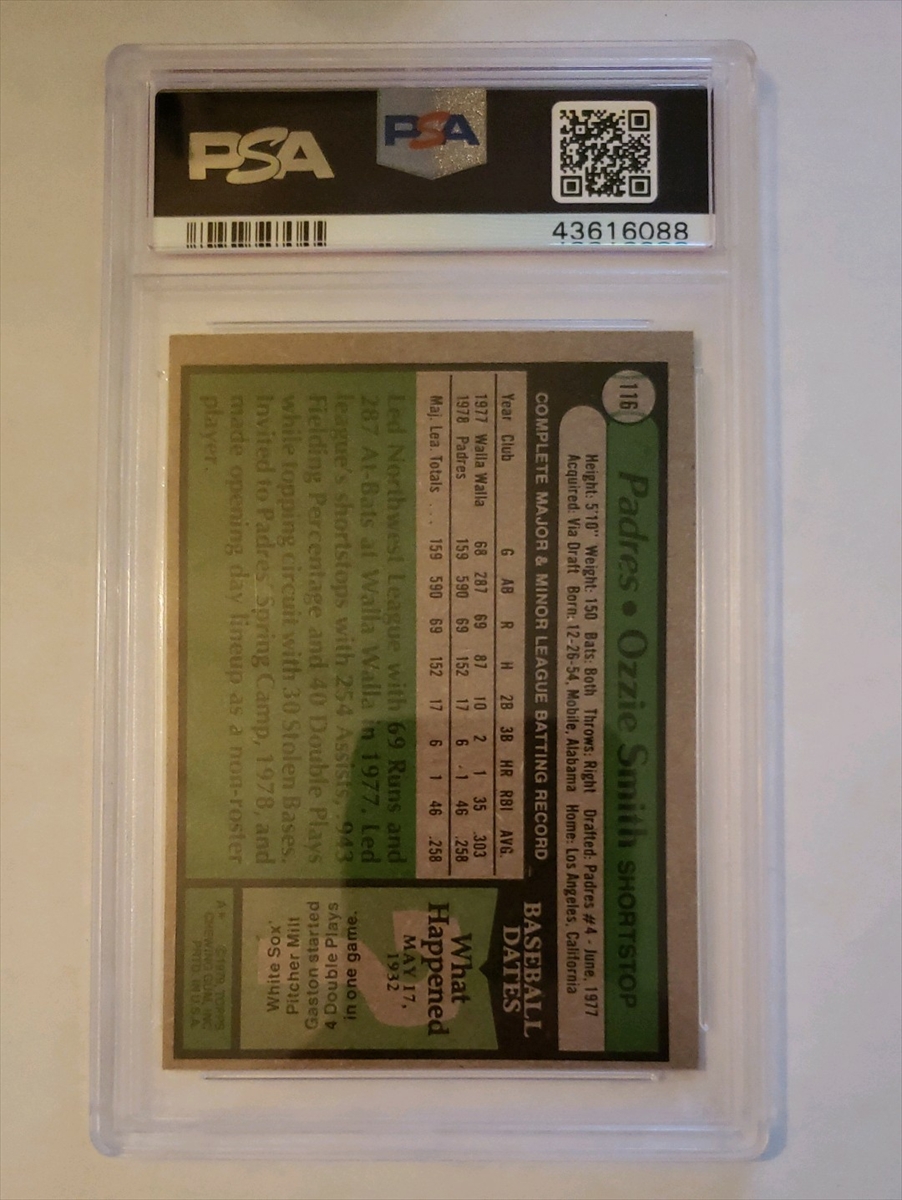 PSA
PSA
43616088
116
Padres • Ozzie Smith SHORTSTOP
Height: 5'10" Weight: 150 Bats: Both Throws: Right Drafted: Padres #4 - June, 1977
Acquired: Via Draft Born: 12-26-54, Mobile, Alabama Home: Los Angeles, California
COMPLETE MAJOR & MINOR LEAGUE BATTING RECORD
Year Club G AB R H 2B 3B HR RBI AVG.
1977 Walla Walla 68 287 69 87 10 2 1 35 .303
1978 Padres 159 590 69 152 17 6 1 46 .258
Maj. Lea. Totals ... 159 590 69 152 17 6 1 46 .258
Led Northwest League with 69 Runs and
287 At-Bats at Walla Walla in 1977. Led
league's shortstops with 254 Assists, .943
Fielding Percentage and 40 Double Plays
while topping circuit with 30 Stolen Bases.
Invited to Padres Spring Camp, 1978, and
made opening day lineup as a non-roster
player.
BASEBALL
DATES
What
Happened
MAY 17,
1932
White Sox'
Pitcher Milt
Gaston started
4 Double Plays
in one game.
A* ©1979, TOPPS
CHEWING GUM, INC.
PRTD. IN U.S.A.